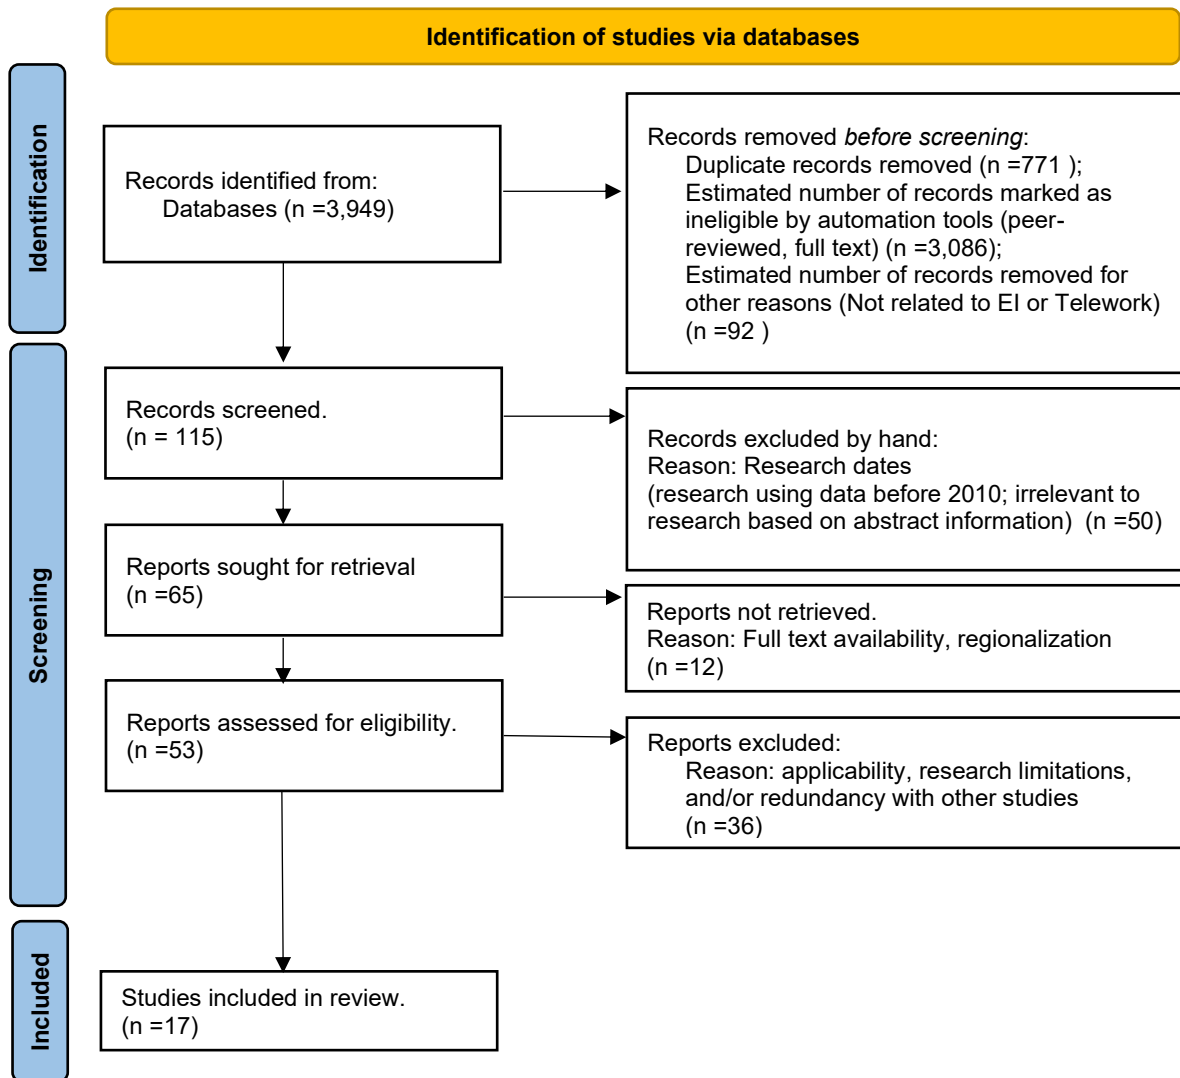 Identification of studies via databases
Identification
Records identified from:
Databases (n =3,949)
Records removed before screening:
Duplicate records removed (n =771 );
Estimated number of records marked as
ineligible by automation tools (peer-
reviewed, full text) (n =3,086);
Estimated number of records removed for
other reasons (Not related to EI or Telework)
(n =92 )
Screening
Records screened.
(n = 115)
Records excluded by hand:
Reason: Research dates
(research using data before 2010; irrelevant to
research based on abstract information)  (n =50)
Reports sought for retrieval
(n =65)
Reports not retrieved.
Reason: Full text availability, regionalization
(n =12)
Reports assessed for eligibility.
(n =53)
Reports excluded:
Reason: applicability, research limitations,
and/or redundancy with other studies
(n =36)
Included
Studies included in review.
(n =17)